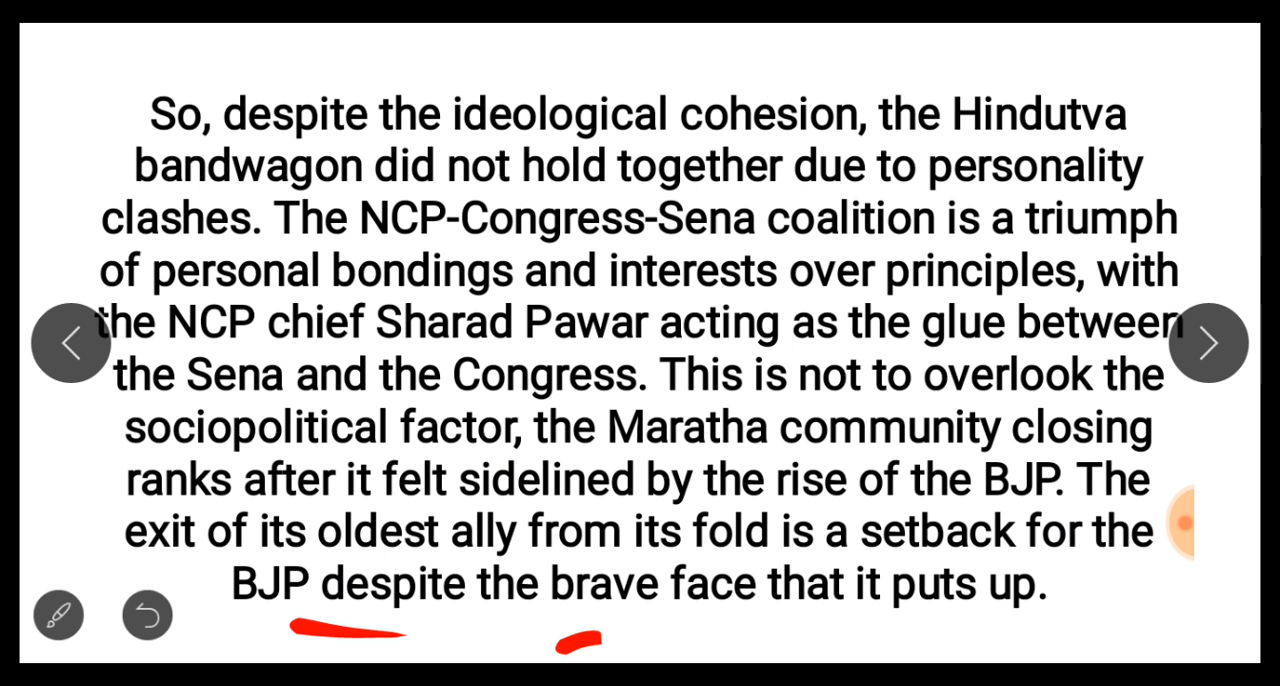 So, despite the ideological cohesion, the Hindutva
bandwagon did not hold together due to personality
clashes. The NCP-Congress-Sena coalition is a triumph
of personal bondings and interests over principles, with
the NCP chief Sharad Pawar acting as the glue between
the Sena and the Congress. This is not to overlook the
sociopolitical factor, the Maratha community closing
ranks after it felt sidelined by the rise of the BJP. The
exit of its oldest ally from its fold is a setback for the
BJP despite the brave face that it puts up.